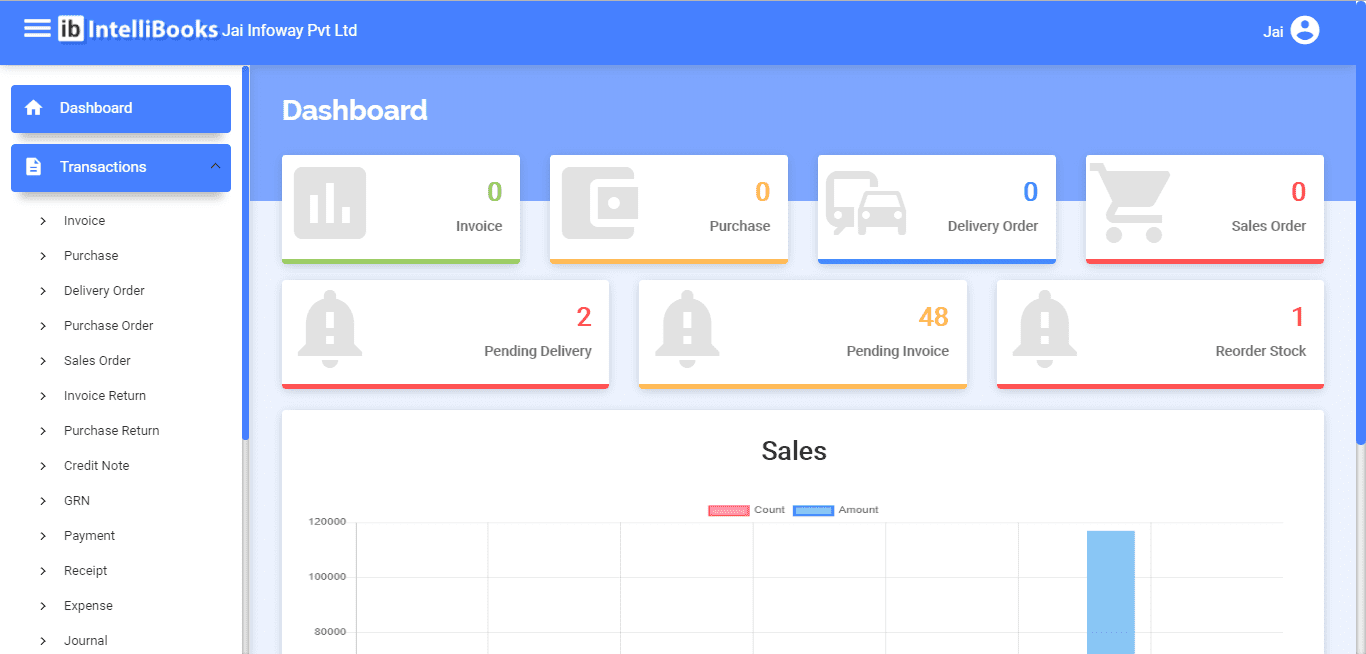 ib IntelliBooks Jai Infoway Pvt Ltd
Jai
Dashboard
Transactions
Invoice
Purchase
Delivery Order
Purchase Order
Sales Order
Invoice Return
Purchase Return
Credit Note
GRN
Payment
Receipt
Expense
Journal
Dashboard
0
Invoice
0
Purchase
0
Delivery Order
0
Sales Order
2
Pending Delivery
48
Pending Invoice
1
Reorder Stock
Sales
Count Amount
120000
100000
80000